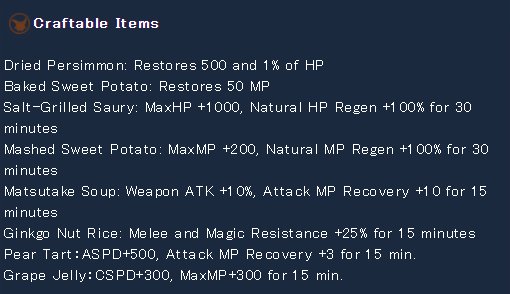 Craftable Items
Dried Persimmon: Restores 500 and 1% of HP
Baked Sweet Potato: Restores 50 MP
Salt-Grilled Saury: MaxHP +1000, Natural HP Regen +100% for 30
minutes
Mashed Sweet Potato: MaxMP +200, Natural MP Regen +100% for 30
minutes
Matsutake Soup: Weapon ATK +10%, Attack MP Recovery +10 for 15
minutes
Ginkgo Nut Rice: Melee and Magic Resistance +25% for 15 minutes
Pear Tart:ASPD+500, Attack MP Recovery +3 for 15 min.
Grape Jelly:CSPD+300, MaxMP+300 for 15 min.